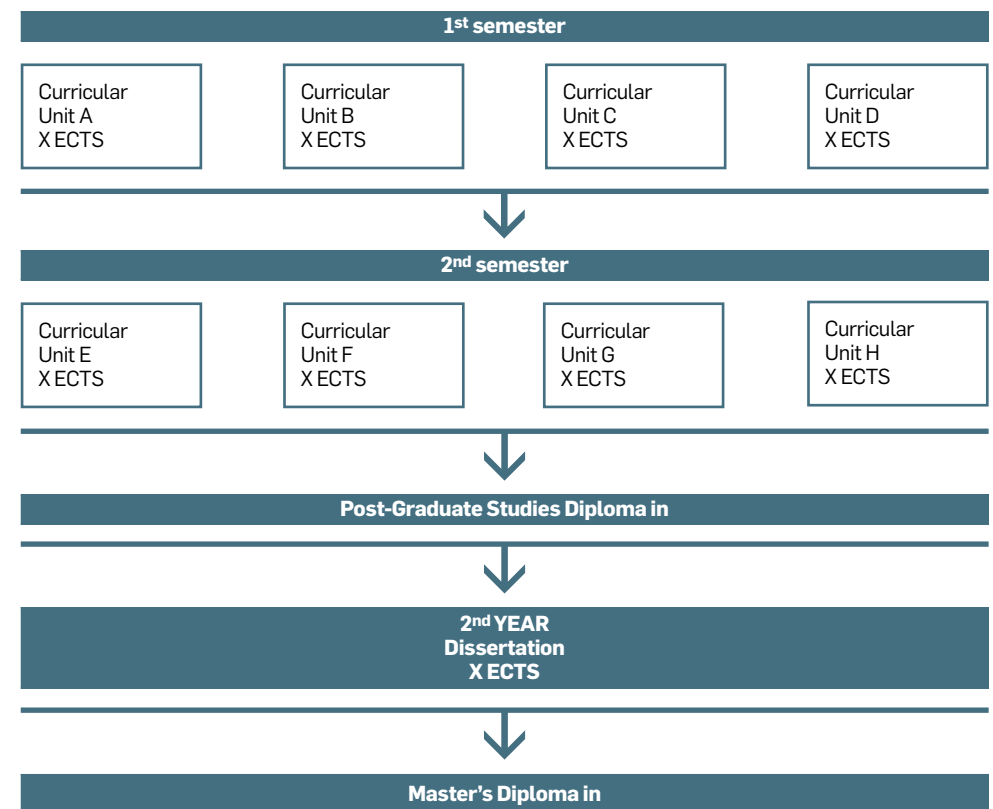 1st semester
Curricular
Unit A
X ECTS
Curricular
Unit B
X ECTS
Curricular
Unit C
X ECTS
Curricular
Unit D
X ECTS
2nd semester
Curricular
Unit E
X ECTS
Curricular
Unit F
X ECTS
Curricular
Unit G
X ECTS
Curricular
Unit H
X ECTS
Post-Graduate Studies Diploma in
2nd YEAR
Dissertation
X ECTS
Master's Diploma in